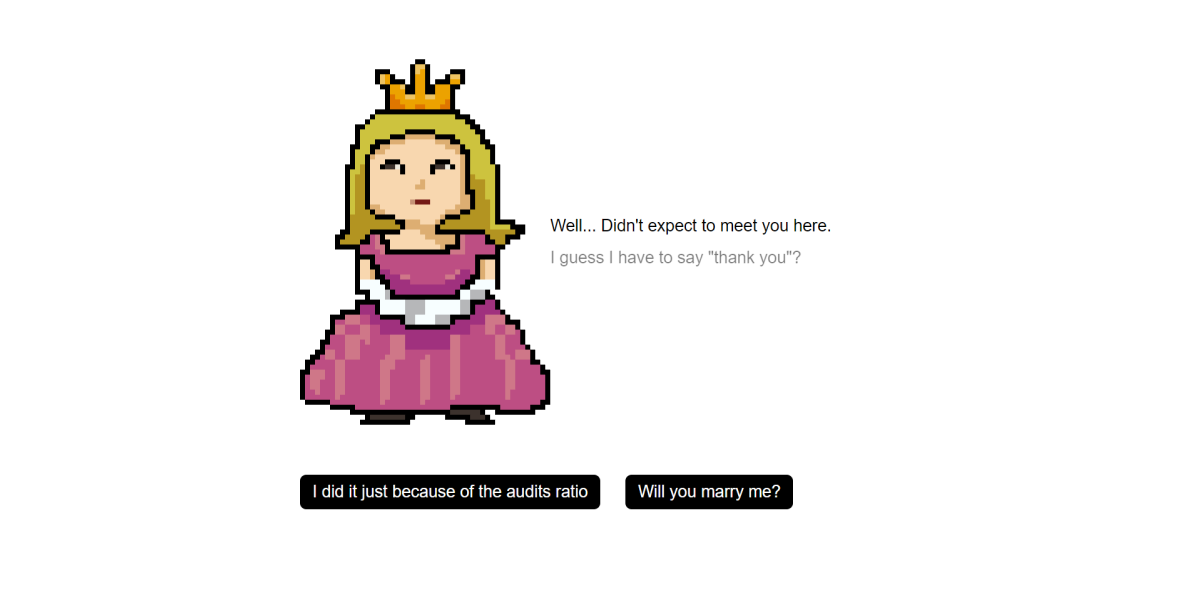 Well... Didn't expect to meet you here.
I guess I have to say "thank you"?
I did it just because of the audits ratio
Will you marry me?